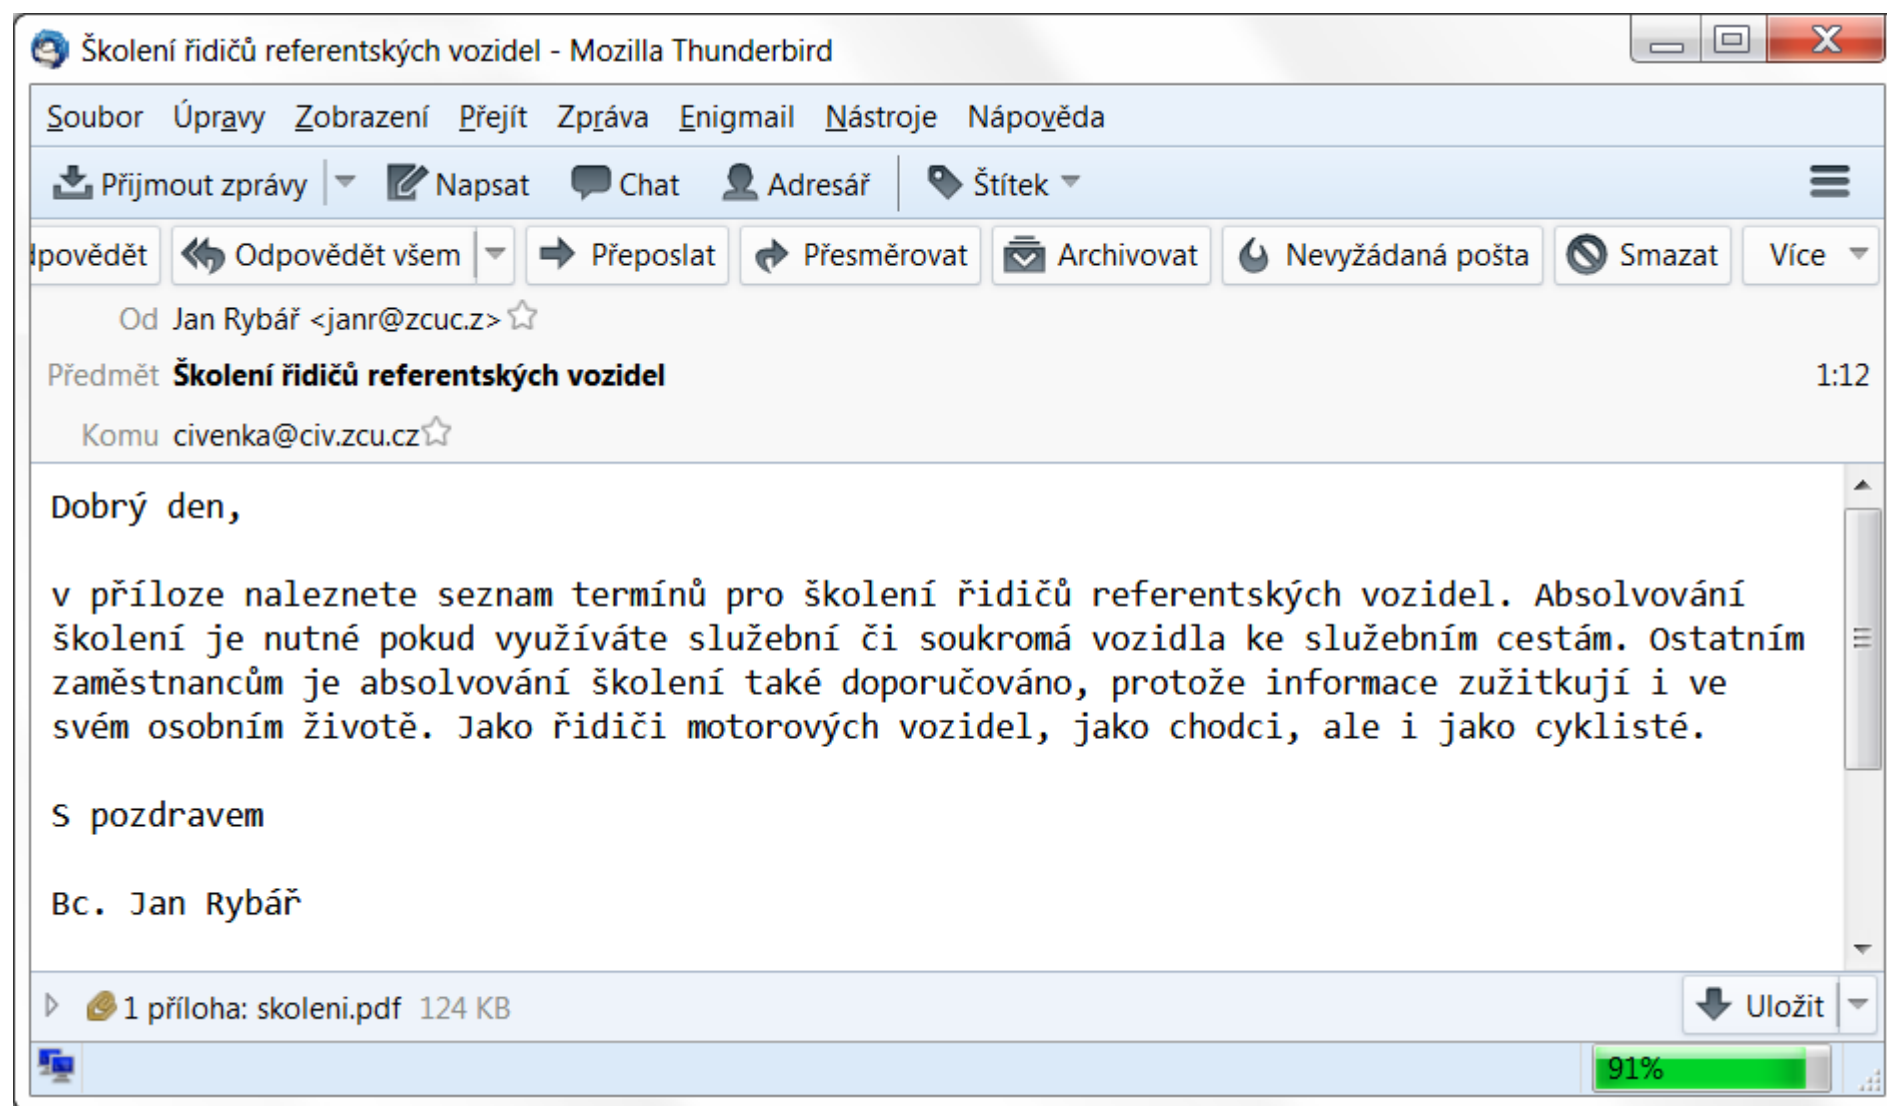 Školení řidičů referentských vozidel - Mozilla Thunderbird
Soubor Úpravy Zobrazení Přejít Zpráva Enigmail Nástroje Nápověda
Přijmout zprávy Napsat Chat Adresář Štítek
dpovědět Odpovědět všem Přeposlat Přesměrovat Archivovat Nevyžádaná pošta Smazat Více
Od Jan Rybář <janr@zcuc.z>
Předmět Školení řidičů referentských vozidel 1:12
Komu civenka@civ.zcu.cz
Dobrý den,
v příloze naleznete seznam termínů pro školení řidičů referentských vozidel. Absolvování
školení je nutné pokud využíváte služební či soukromá vozidla ke služebním cestám. Ostatním
zaměstnancům je absolvování školení také doporučováno, protože informace zužitkují i ve
svém osobním životě. Jako řidiči motorových vozidel, jako chodci, ale i jako cyklisté.
S pozdravem
Bc. Jan Rybář
1 příloha: skoleni.pdf 124 KB Uložit
91%